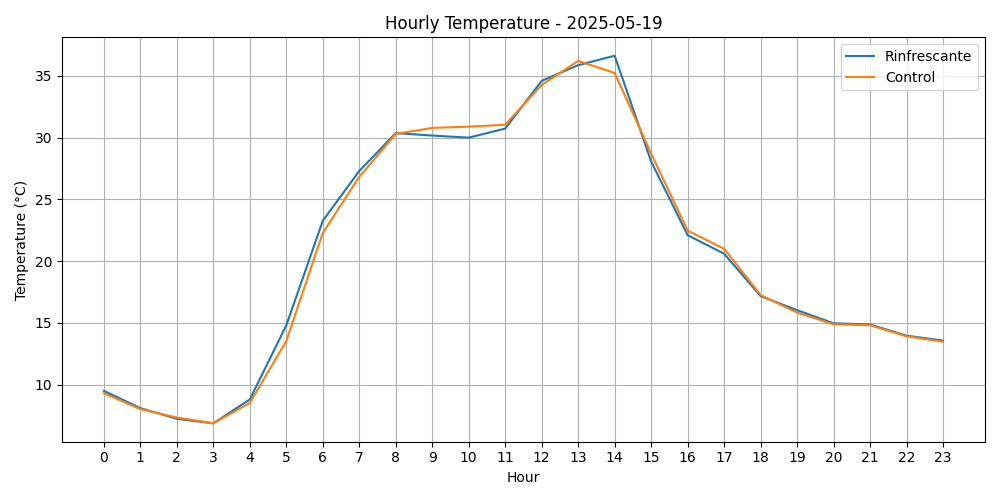 Hourly Temperature - 2025-05-19
Rinfrescante
Control
Temperature (°C)
35
30
25
20
15
10
0 1 2 3 4 5 6 7 8 9 10 11 12 13 14 15 16 17 18 19 20 21 22 23
Hour